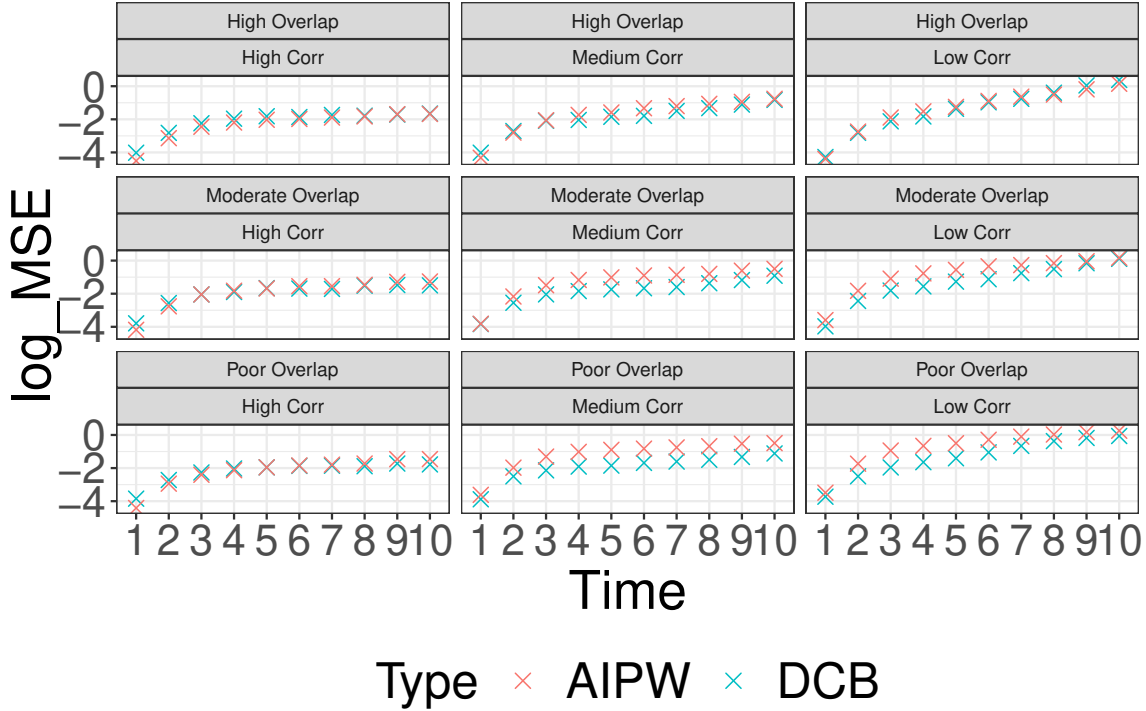 High Overlap
High Overlap
High Overlap
High Corr
Medium Corr
Low Corr
0
−2
−4
Moderate Overlap
Moderate Overlap
Moderate Overlap
High Corr
Medium Corr
Low Corr
0
−2
−4
Poor Overlap
Poor Overlap
Poor Overlap
High Corr
Medium Corr
Low Corr
0
−2
−4
log_MSE
1 2 3 4 5 6 7 8 9 10
1 2 3 4 5 6 7 8 9 10
1 2 3 4 5 6 7 8 9 10
Time
Type AIPW DCB